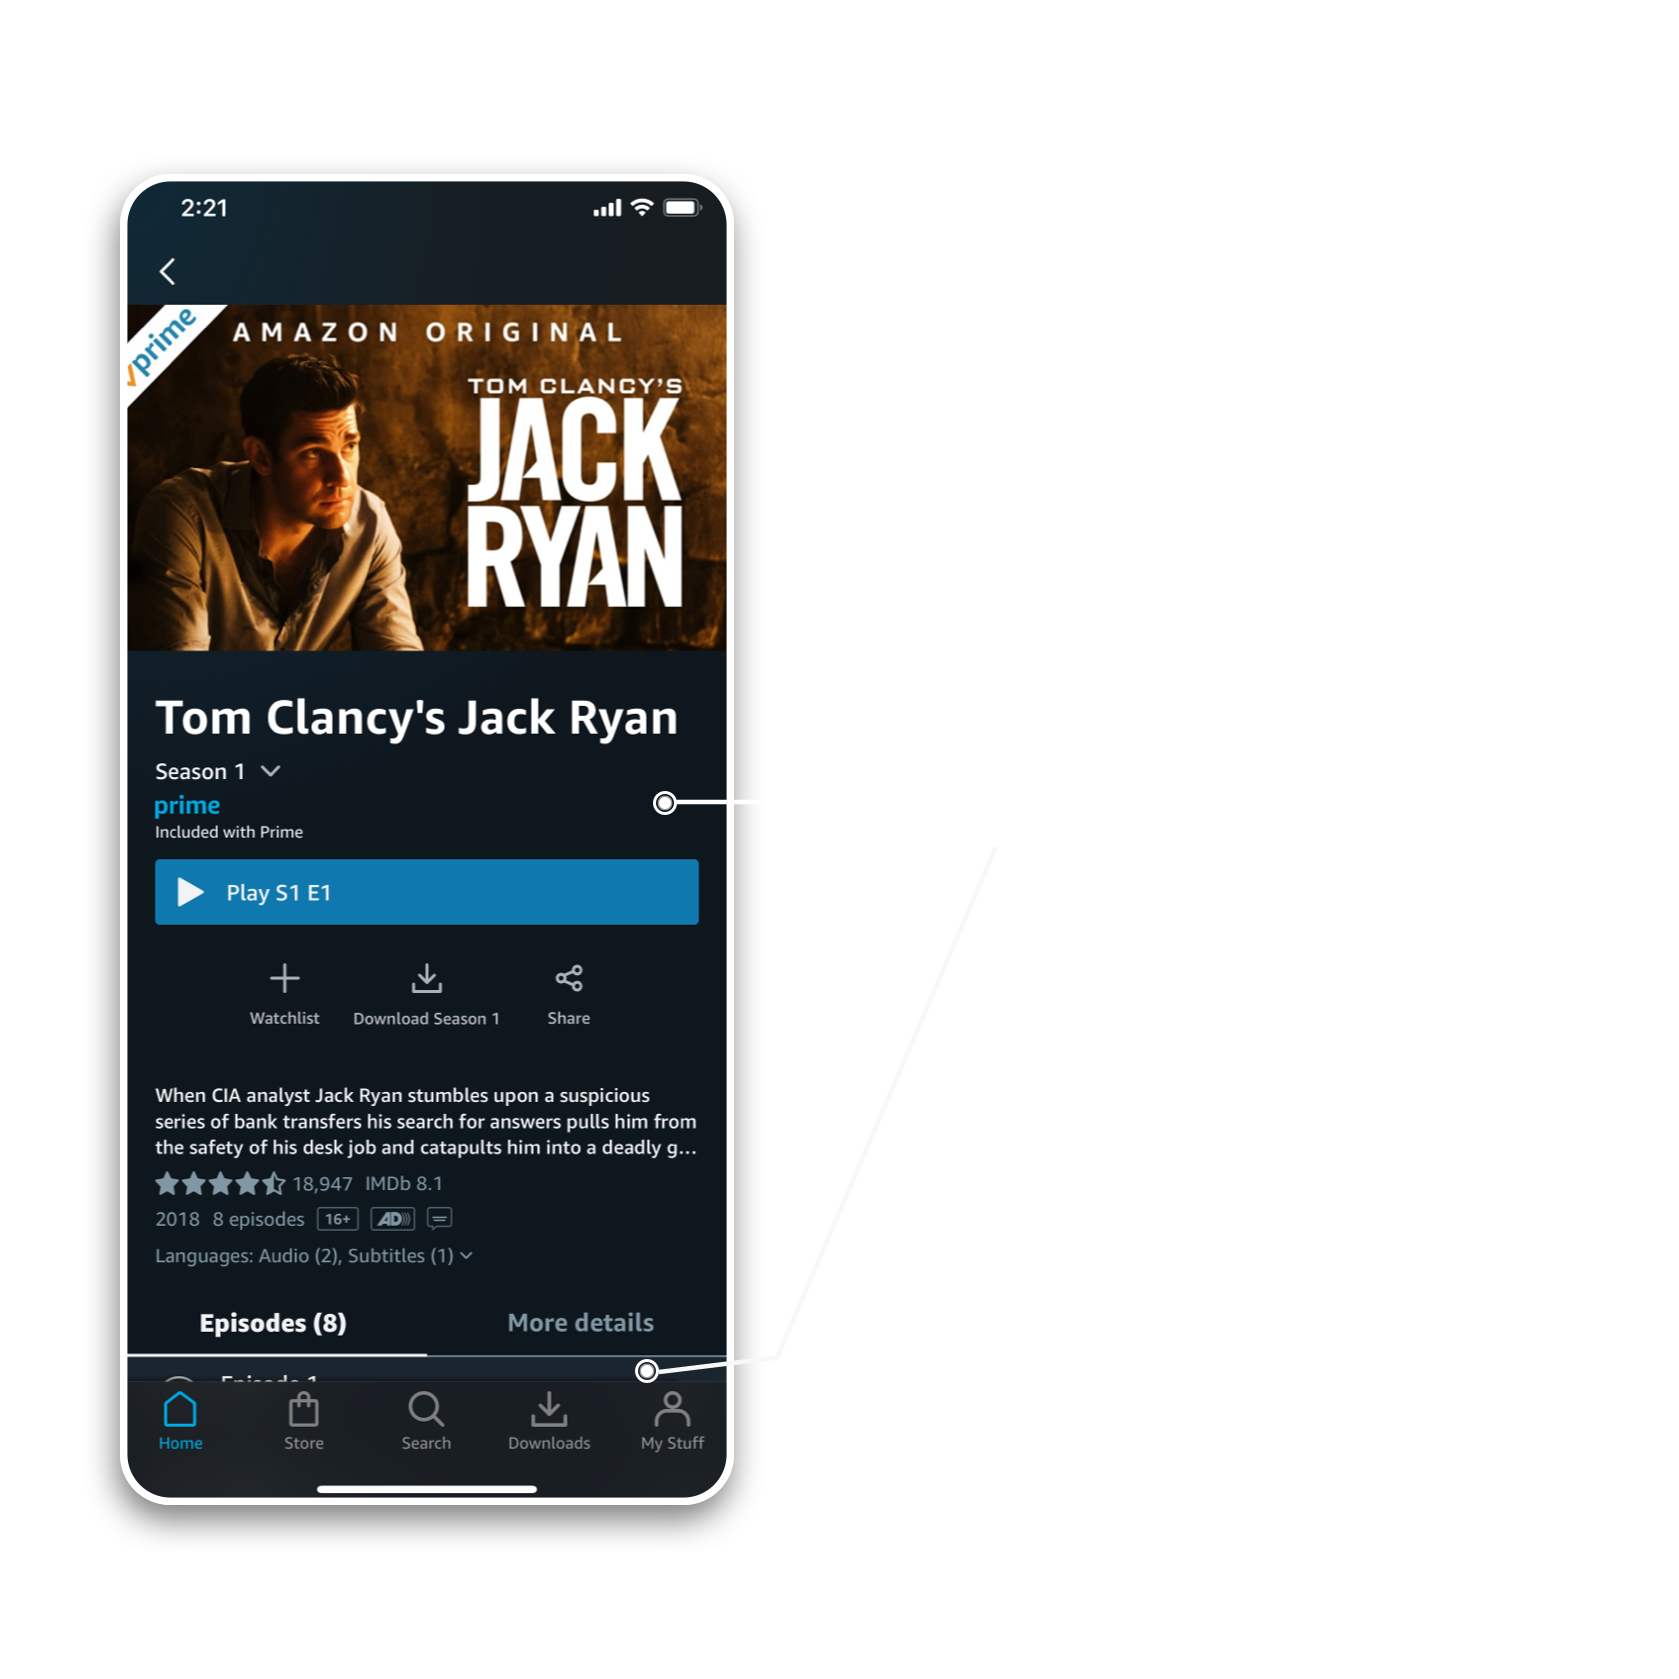 2:21
prime
AMAZON ORIGINAL
TOM CLANCY'S
JACK
RYAN
Tom Clancy's Jack Ryan
Season 1
prime
Included with Prime
Play S1 E1
Watchlist
Download Season 1
Share
When CIA analyst Jack Ryan stumbles upon a suspicious
series of bank transfers his search for answers pulls him from
the safety of his desk job and catapults him into a deadly g...
18,947 IMDb 8.1
2018 8 episodes 16+ AD
Languages: Audio (2), Subtitles (1)
Episodes (8)
More details
Episode 1
Home
Store
Search
Downloads
My Stuff